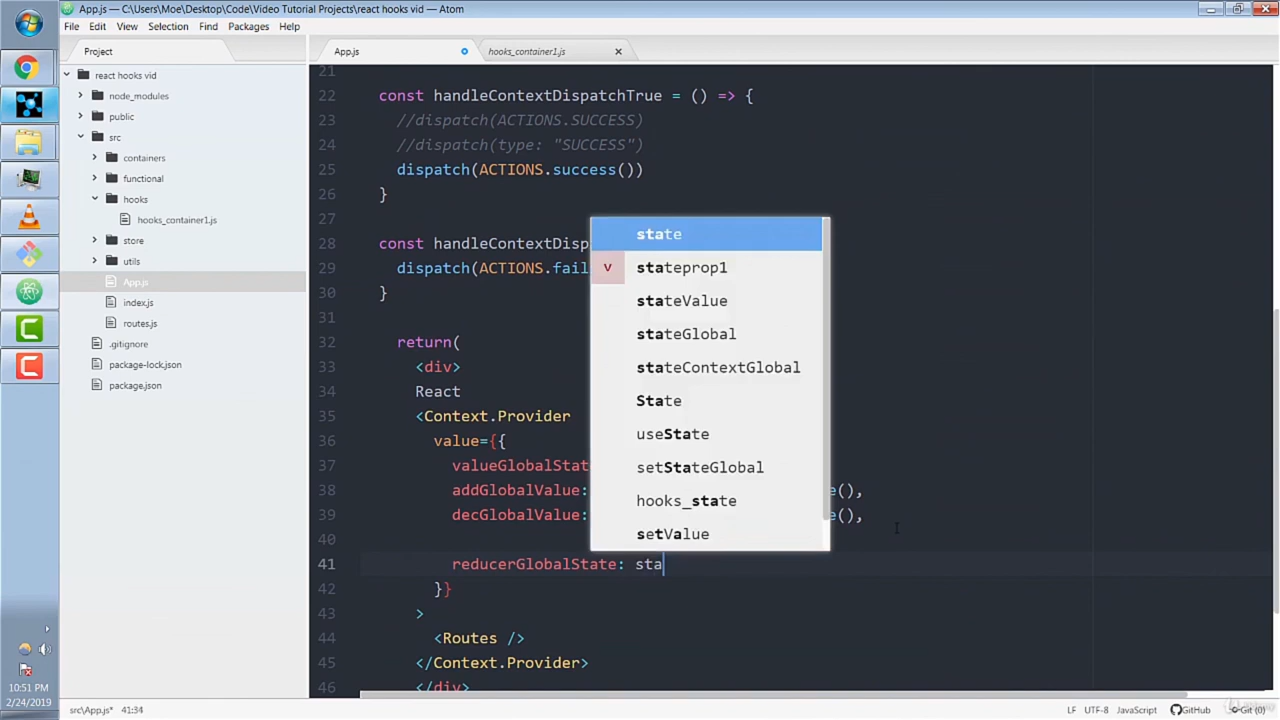 App.js — C:\Users\Moe\Desktop\Code\Video Tutorial Projects\react hooks vid — Atom
File Edit View Selection Find Packages Help
Project
App.js
hooks_container1.js
react hooks vid
node_modules
public
src
containers
functional
hooks
hooks_container1.js
store
utils
App.js
index.js
routes.js
.gitignore
package-lock.json
package.json
21
22 const handleContextDispatchTrue = () => {
23 //dispatch(ACTIONS.SUCCESS)
24 //dispatch(type: "SUCCESS")
25 dispatch(ACTIONS.success())
26 }
27
28 const handleContextDisp
29 dispatch(ACTIONS.fail
30 }
31
32 return(
33 <div>
34 React
35 <Context.Provider
36 value={{
37 valueGlobalStat
38 addGlobalValue: e(),
39 decGlobalValue: e(),
40
41 reducerGlobalState: sta
42 }}
43 >
44 <Routes />
45 </Context.Provider>
46 </div>
state
v stateprop1
stateValue
stateGlobal
stateContextGlobal
State
useState
setStateGlobal
hooks_state
setValue
10:51 PM
2/24/2019
src\App.js* 41:34
LF UTF-8 JavaScript GitHub Git (0)